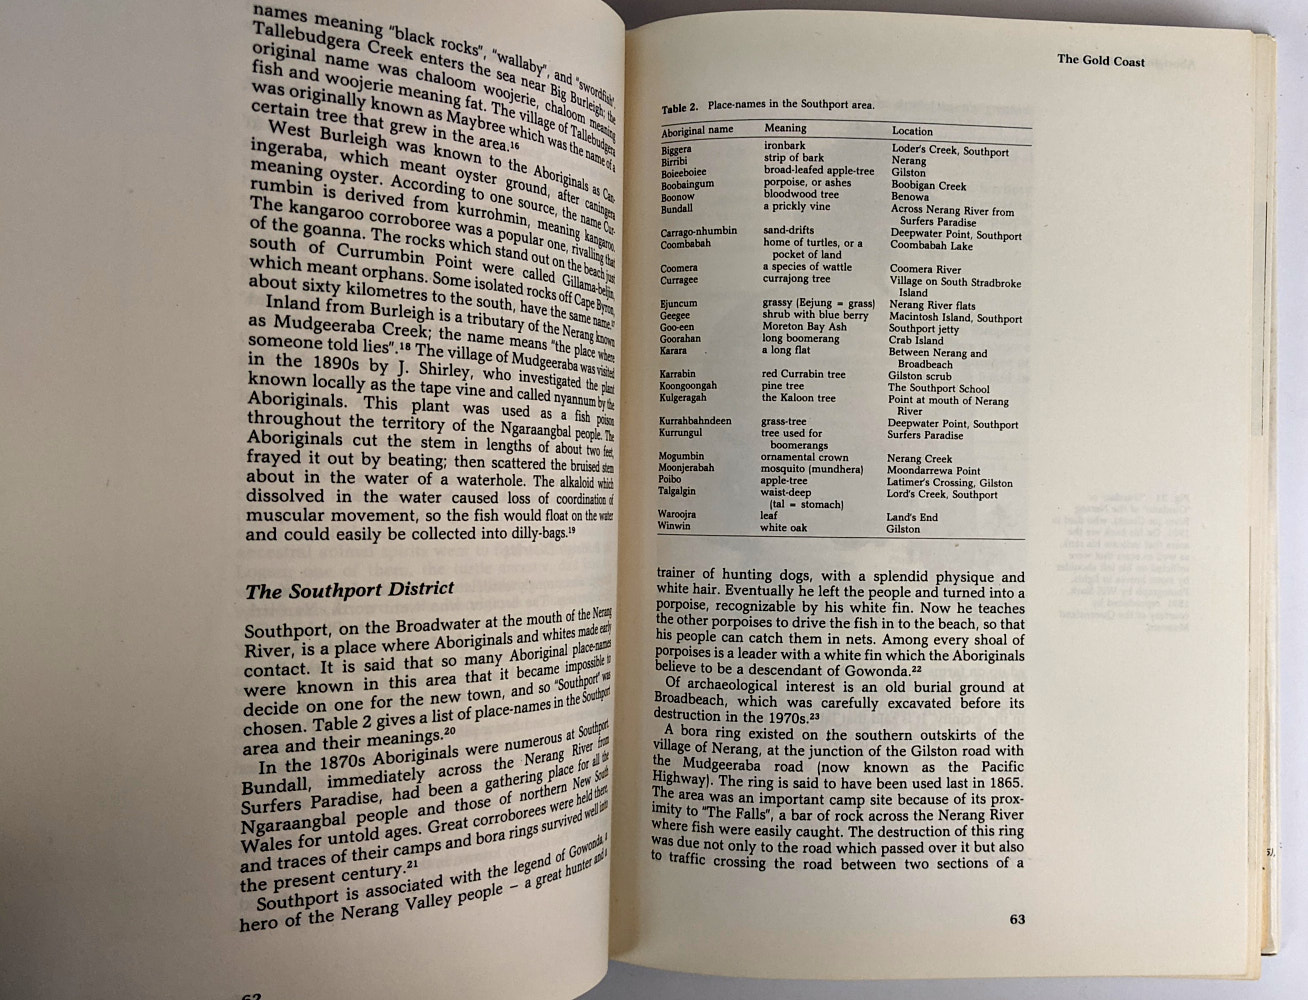 names meaning "black rocks", "wallaby", and "swordfish".
Tallebudgera Creek enters the sea near Big Burleigh; the
original name was chaloom woojerie, chaloom meaning
fish and woojerie meaning fat. The village of Tallebudgera
was originally known as Maybree which was the name of a
certain tree that grew in the area.16
West Burleigh was known to the Aboriginals as Can-
ingeraba, which meant oyster ground, after caningera
meaning oyster. According to one source, the name Cur-
rumbin is derived from kurrohmin, meaning kangaroo.
The kangaroo corroboree was a popular one, rivalling that
of the goanna. The rocks which stand out on the beach just
south of Currumbin Point were called Gillama-beljin,
which meant orphans. Some isolated rocks off Cape Byron,
about sixty kilometres to the south, have the same name.17
Inland from Burleigh is a tributary of the Nerang known
as Mudgeeraba Creek; the name means "the place where
someone told lies".18 The village of Mudgeeraba was visited
in the 1890s by J. Shirley, who investigated the plant
known locally as the tape vine and called nyannum by the
Aboriginals. This plant was used as a fish poison
throughout the territory of the Ngaraangbal people. The
Aboriginals cut the stem in lengths of about two feet,
frayed it out by beating; then scattered the bruised stem
about in the water of a waterhole. The alkaloid which
dissolved in the water caused loss of coordination of
muscular movement, so the fish would float on the water
and could easily be collected into dilly-bags.19
The Southport District
Southport, on the Broadwater at the mouth of the Nerang
River, is a place where Aboriginals and whites made early
contact. It is said that so many Aboriginal place-names
were known in this area that it became impossible to
decide on one for the new town, and so "Southport" was
chosen. Table 2 gives a list of place-names in the Southport
area and their meanings.20
In the 1870s Aboriginals were numerous at Southport.
Bundall, immediately across the Nerang River from
Surfers Paradise, had been a gathering place for all the
Ngaraangbal people and those of northern New South
Wales for untold ages. Great corroborees were held there,
and traces of their camps and bora rings survived well into
the present century.21
Southport is associated with the legend of Gowonda, a
hero of the Nerang Valley people – a great hunter and a
62
The Gold Coast
Table 2. Place-names in the Southport area.
Aboriginal name Meaning Location
Biggera ironbark Loder's Creek, Southport
Birribi strip of bark Nerang
Boieeboiee broad-leafed apple-tree Gilston
Boobaingum porpoise, or ashes Boobigan Creek
Boonow bloodwood tree Benowa
Bundall a prickly vine Across Nerang River from
Surfers Paradise
Carrago-nhumbin sand-drifts Deepwater Point, Southport
Coombabah home of turtles, or a Coombabah Lake
pocket of land
Coomera a species of wattle Coomera River
Curragee currajong tree Village on South Stradbroke
Island
Ejuncum grassy (Eejung = grass) Nerang River flats
Geegee shrub with blue berry Macintosh Island, Southport
Goo-een Moreton Bay Ash Southport jetty
Goorahan long boomerang Crab Island
Karara a long flat Between Nerang and
Broadbeach
Karrabin red Currabin tree Gilston scrub
Koongoongah pine tree The Southport School
Kulgeragah the Kaloon tree Point at mouth of Nerang
River
Kurrahbahndeen grass-tree Deepwater Point, Southport
Kurrungul tree used for Surfers Paradise
boomerangs
Mogumbin ornamental crown Nerang Creek
Moonjerabah mosquito (mundhera) Moondarrewa Point
Poibo apple-tree Latimer's Crossing, Gilston
Talgalgin waist-deep Lord's Creek, Southport
(tal = stomach)
Waroojra leaf Land's End
Winwin white oak Gilston
trainer of hunting dogs, with a splendid physique and
white hair. Eventually he left the people and turned into a
porpoise, recognizable by his white fin. Now he teaches
the other porpoises to drive the fish in to the beach, so that
his people can catch them in nets. Among every shoal of
porpoises is a leader with a white fin which the Aboriginals
believe to be a descendant of Gowonda.22
Of archaeological interest is an old burial ground at
Broadbeach, which was carefully excavated before its
destruction in the 1970s.23
A bora ring existed on the southern outskirts of the
village of Nerang, at the junction of the Gilston road with
the Mudgeeraba road (now known as the Pacific
Highway). The ring is said to have been used last in 1865.
The area was an important camp site because of its prox-
imity to "The Falls", a bar of rock across the Nerang River
where fish were easily caught. The destruction of this ring
was due not only to the road which passed over it but also
to traffic crossing the road between two sections of a
63